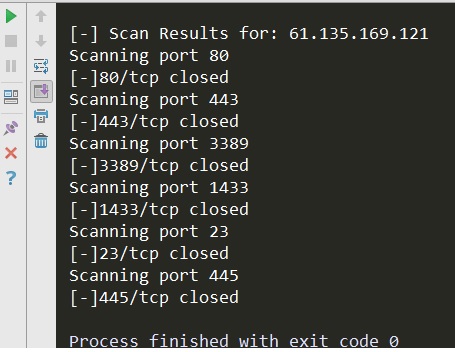 [-] Scan Results for: 61.135.169.121
Scanning port 80
[-]80/tcp closed
Scanning port 443
[-]443/tcp closed
Scanning port 3389
[-]3389/tcp closed
Scanning port 1433
[-]1433/tcp closed
Scanning port 23
[-]23/tcp closed
Scanning port 445
[-]445/tcp closed
Process finished with exit code 0